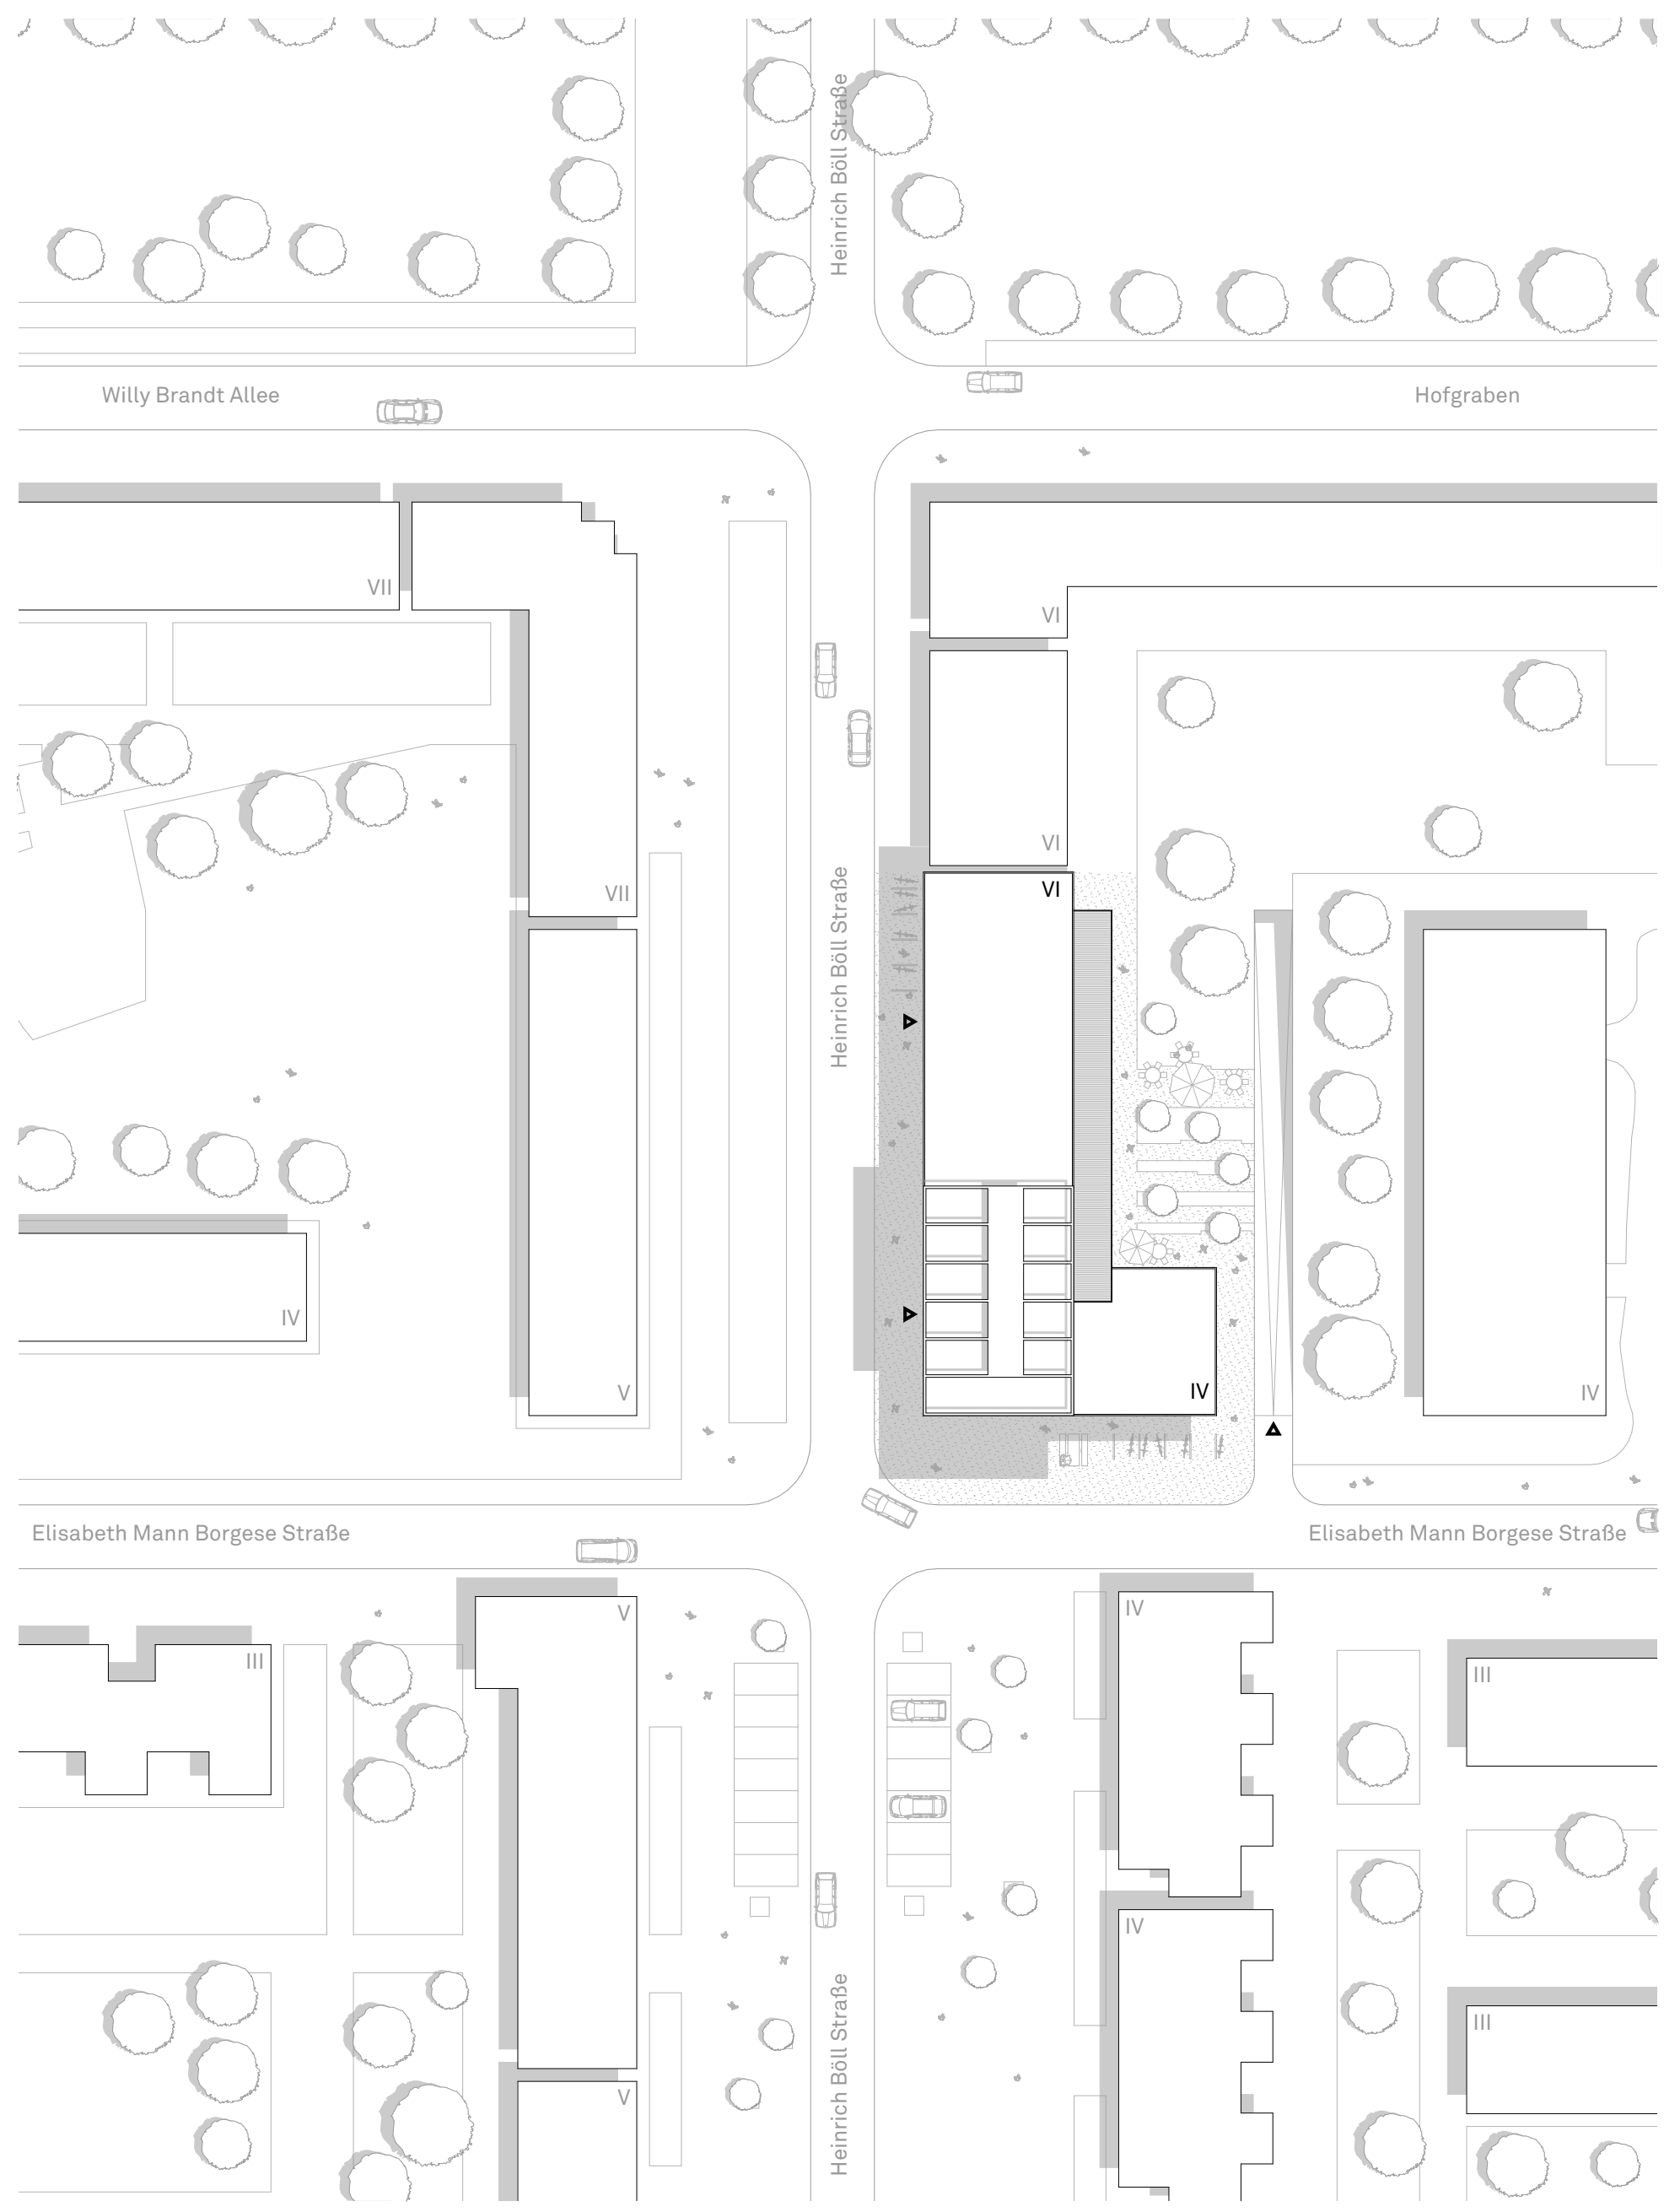 Heinrich Böll Straße
Willy Brandt Allee
Hofgraben
VII
VI
VI
VII
VI
Heinrich Böll Straße
IV
V
IV
IV
Elisabeth Mann Borgese Straße
Elisabeth Mann Borgese Straße
V
IV
III
III
IV
III
V
Heinrich Böll Straße